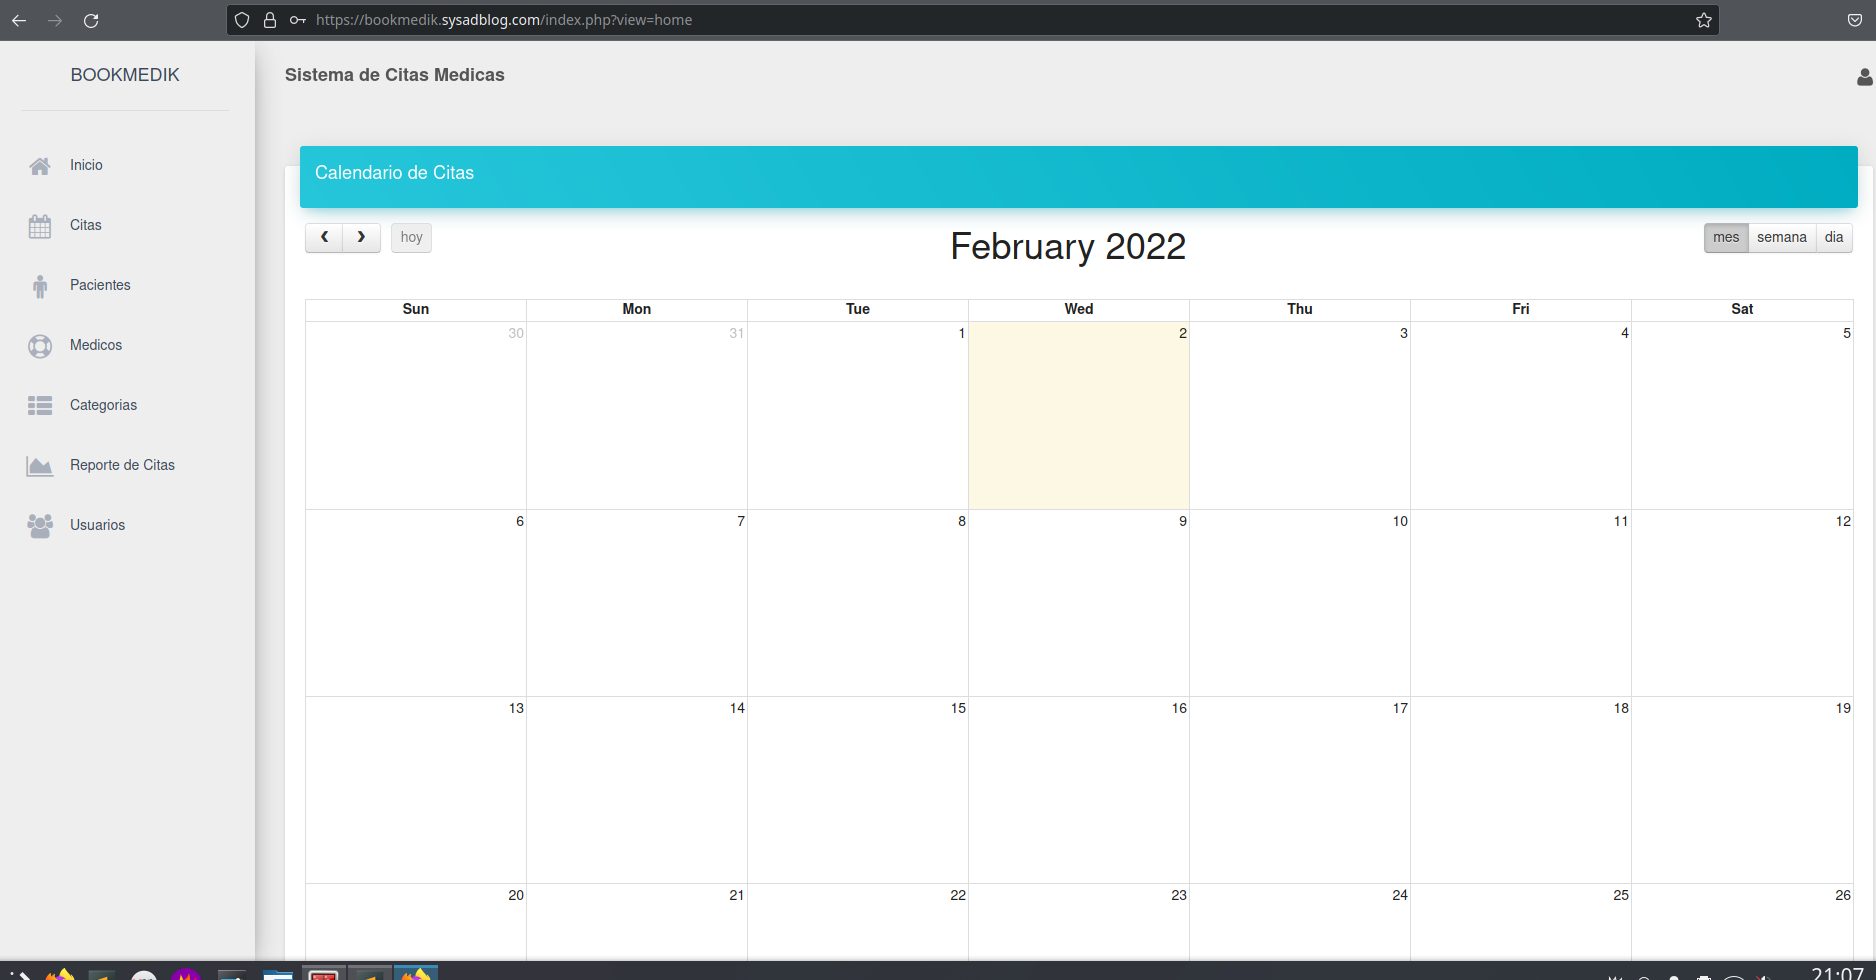 https://bookmedik.sysadblog.com/index.php?view=home
BOOKMEDIK
Sistema de Citas Medicas
Inicio
Citas
Pacientes
Medicos
Categorias
Reporte de Citas
Usuarios
Calendario de Citas
hoy
February 2022
mes semana dia
Sun Mon Tue Wed Thu Fri Sat
30 31 1 2 3 4 5
6 7 8 9 10 11 12
13 14 15 16 17 18 19
20 21 22 23 24 25 26
21:07